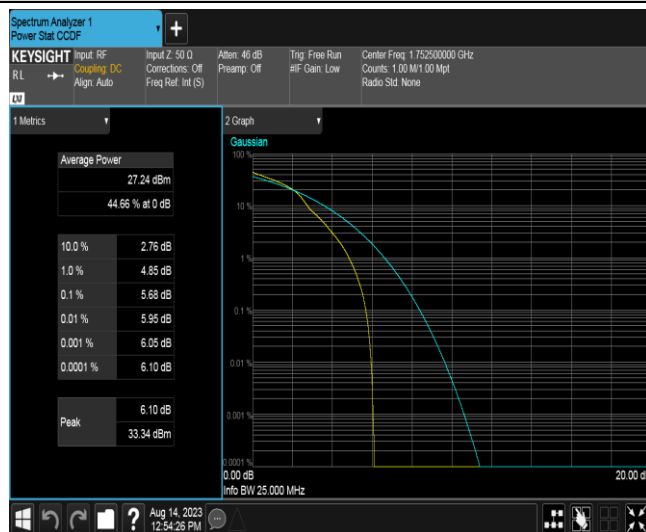 Spectrum Analyzer 1
Power Stat CCDF
KEYSIGHT Input: RF Input Z: 50 Ω Atten: 46 dB Trig: Free Run Center Freq: 1.752500000 GHz
RL Coupling: DC Corrections: Off Preamp: Off #IF Gain: Low Counts: 1.00 M/1.00 Mpt
Align: Auto Freq Ref: Int (S) Radio Std: None
LXI
1 Metrics
Average Power
27.24 dBm
44.66 % at 0 dB
10.0 % 2.76 dB
1.0 % 4.85 dB
0.1 % 5.68 dB
0.01 % 5.95 dB
0.001 % 6.05 dB
0.0001 % 6.10 dB
Peak 6.10 dB
33.34 dBm
2 Graph
Gaussian
100 %
10 %
1 %
0.1 %
0.01 %
0.001 %
0.0001 %
0.00 dB 20.00 d
Info BW 25.000 MHz
? Aug 14, 2023
12:54:26 PM